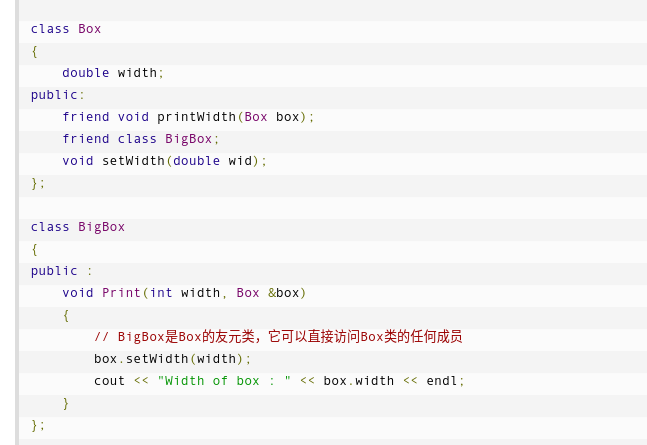 class Box
{
    double width;
public:
    friend void printWidth(Box box);
    friend class BigBox;
    void setWidth(double wid);
};
class BigBox
{
public :
    void Print(int width, Box &box)
    {
        // BigBox是Box的友元类，它可以直接访问Box类的任何成员
        box.setWidth(width);
        cout << "Width of box : " << box.width << endl;
    }
};